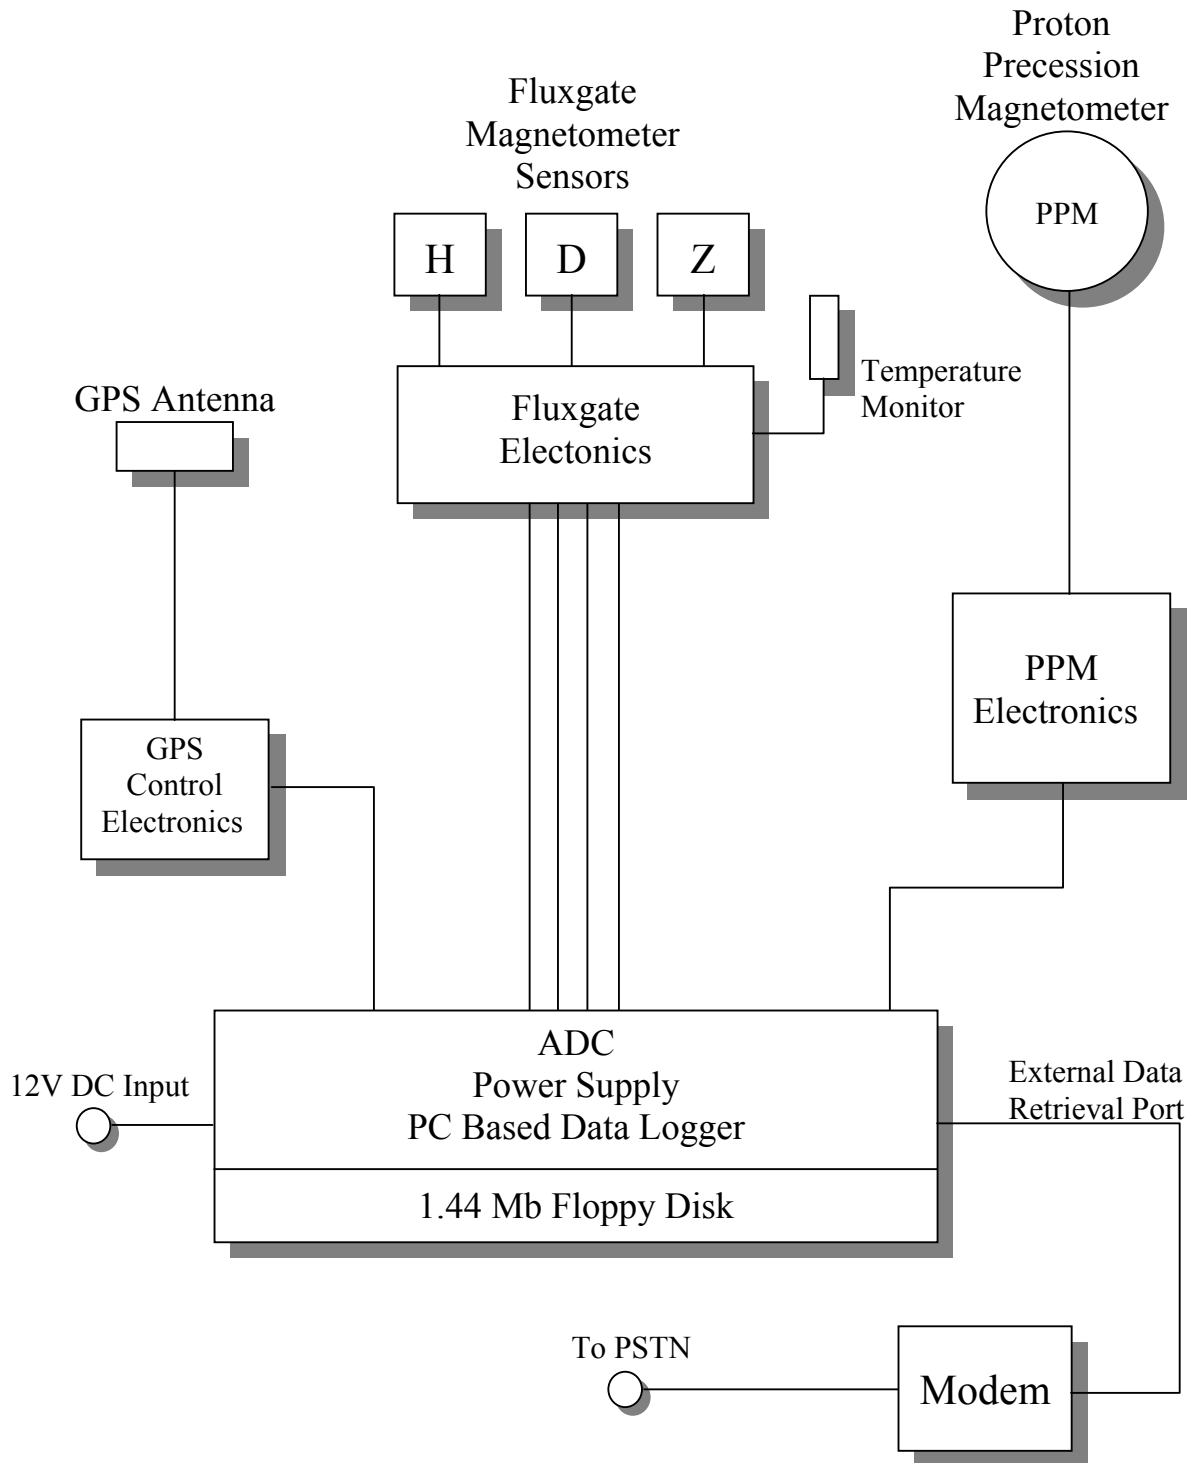 Proton
Precession
Magnetometer
PPM
Fluxgate
Magnetometer
Sensors
H
D
Z
Temperature
Monitor
GPS Antenna
Fluxgate
Electonics
PPM
Electronics
GPS
Control
Electronics
ADC
Power Supply
PC Based Data Logger
1.44 Mb Floppy Disk
12V DC Input
External Data
Retrieval Port
To PSTN
Modem